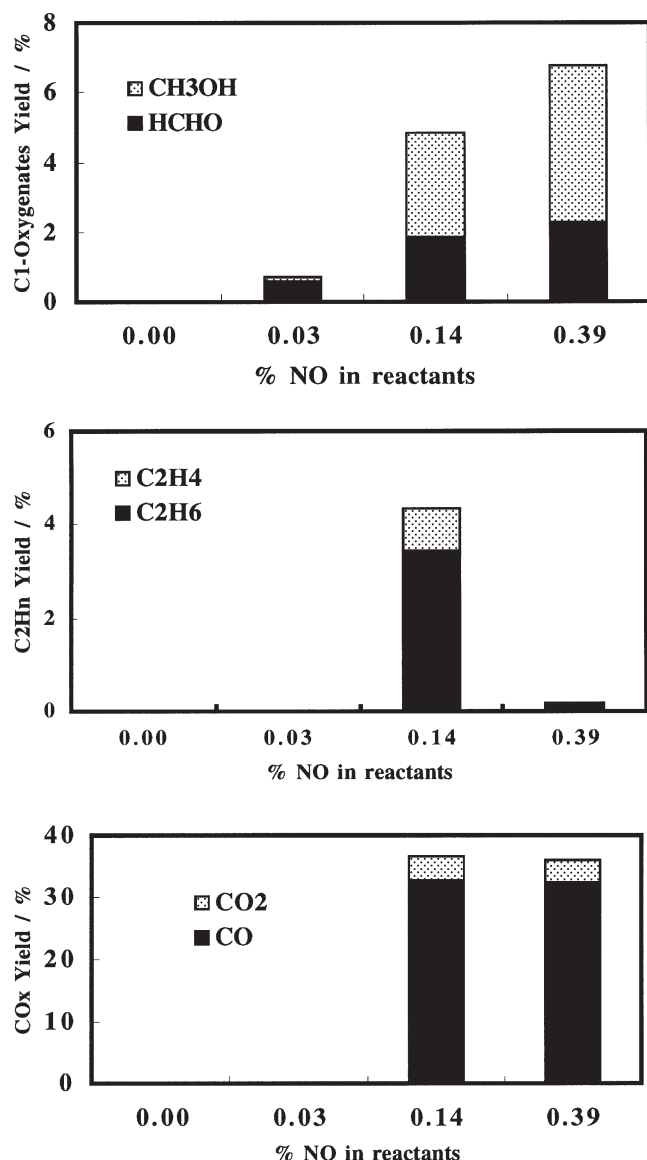 C1-Oxygenates Yield / %
8
6
4
2
0
CH3OH
HCHO
0.00 0.03 0.14 0.39
% NO in reactants
C2Hn Yield / %
6
4
2
0
C2H4
C2H6
0.00 0.03 0.14 0.39
% NO in reactants
COx Yield / %
40
30
20
10
0
CO2
CO
0.00 0.03 0.14 0.39
% NO in reactants